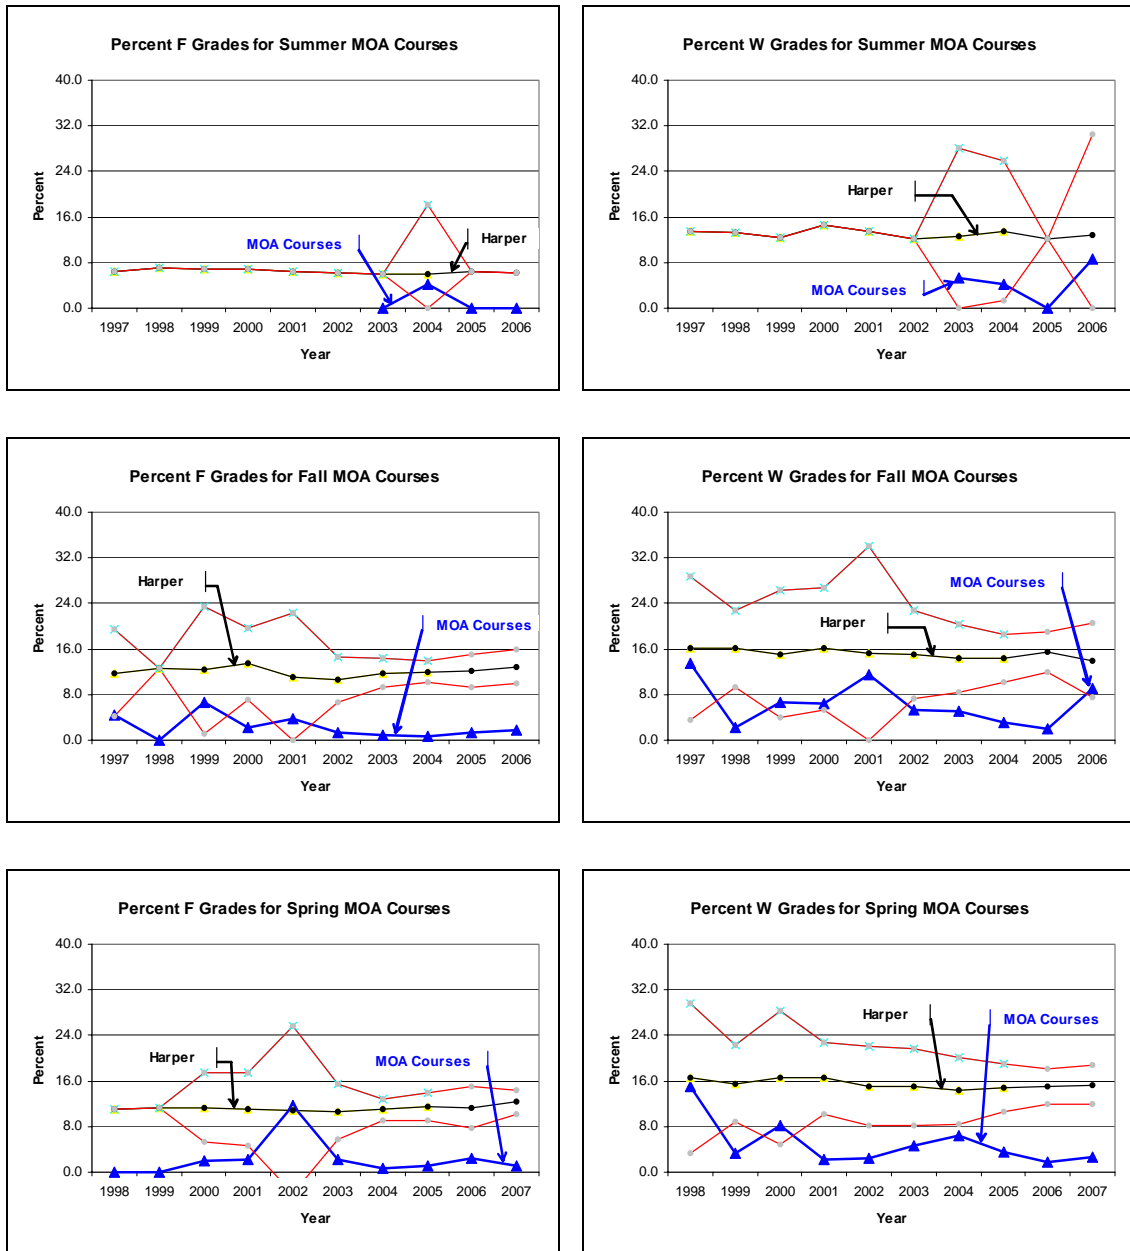 Percent F Grades for Summer MOA Courses
40.0
32.0
24.0
16.0
8.0
0.0
Percent
MOA Courses
Harper
1997 1998 1999 2000 2001 2002 2003 2004 2005 2006
Year
Percent W Grades for Summer MOA Courses
40.0
32.0
24.0
16.0
8.0
0.0
Percent
Harper
MOA Courses
1997 1998 1999 2000 2001 2002 2003 2004 2005 2006
Year
Percent F Grades for Fall MOA Courses
40.0
32.0
24.0
16.0
8.0
0.0
Percent
Harper
MOA Courses
1997 1998 1999 2000 2001 2002 2003 2004 2005 2006
Year
Percent W Grades for Fall MOA Courses
40.0
32.0
24.0
16.0
8.0
0.0
Percent
MOA Courses
Harper
1997 1998 1999 2000 2001 2002 2003 2004 2005 2006
Year
Percent F Grades for Spring MOA Courses
40.0
32.0
24.0
16.0
8.0
0.0
Percent
Harper
MOA Courses
1998 1999 2000 2001 2002 2003 2004 2005 2006 2007
Year
Percent W Grades for Spring MOA Courses
40.0
32.0
24.0
16.0
8.0
0.0
Percent
Harper
MOA Courses
1998 1999 2000 2001 2002 2003 2004 2005 2006 2007
Year